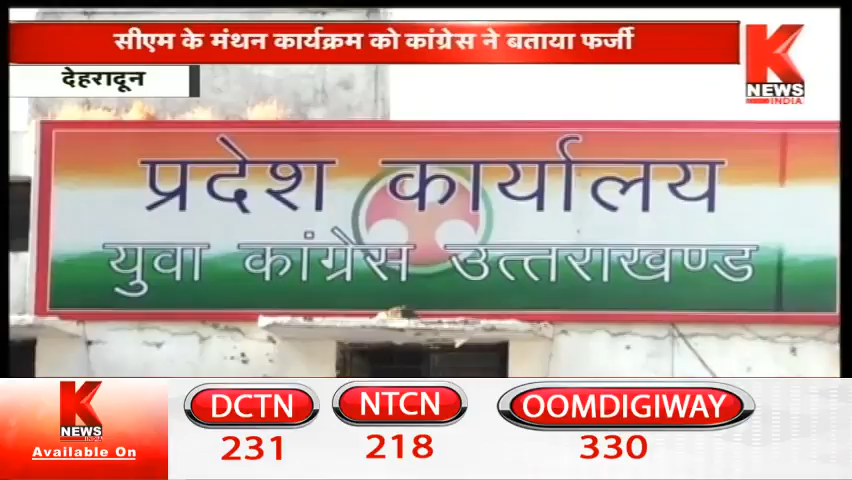 सीएम के मंथन कार्यक्रम को कांग्रेस ने बताया फर्जी
देहरादून
K
NEWS
INDIA
प्रदेश कार्यालय
युवा कांग्रेस उत्तराखण्ड
K
NEWS
INDIA
Available On
DCTN
231
NTCN
218
OOMDIGIWAY
330